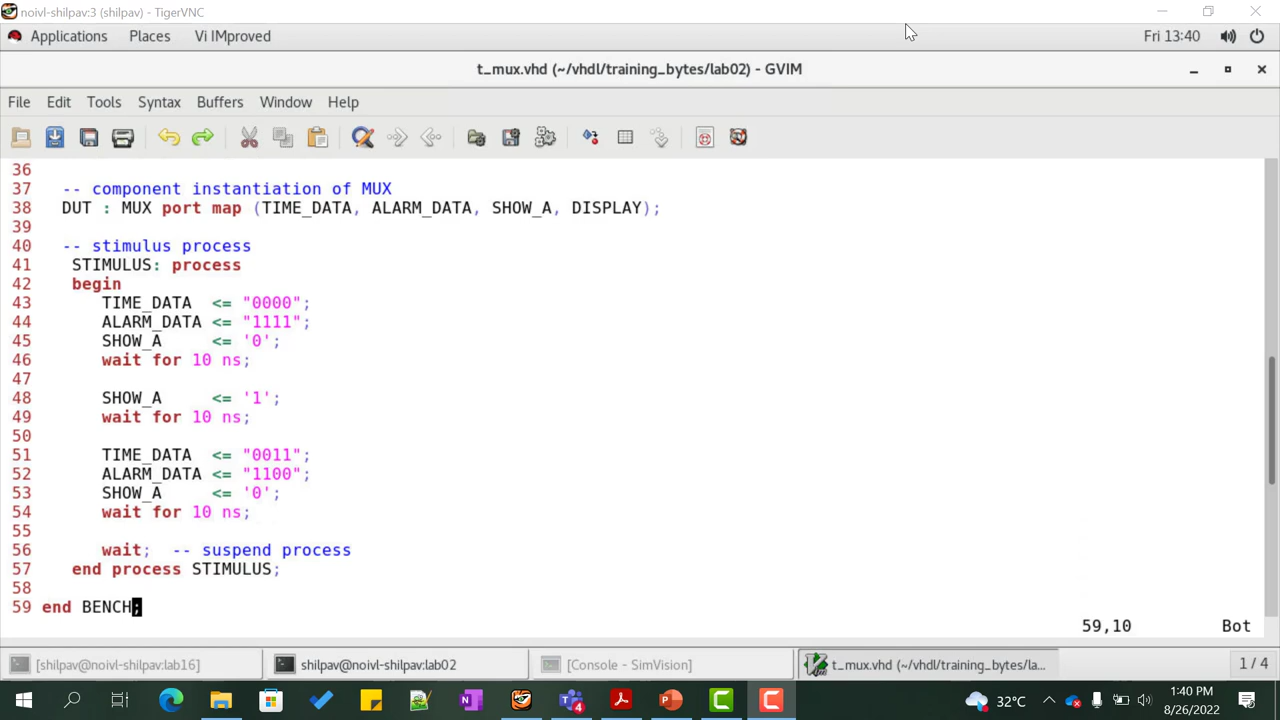 noivl-shilpav:3 (shilpav) - TigerVNC
Applications Places Vi IMproved Fri 13:40
t_mux.vhd (~/vhdl/training_bytes/lab02) - GVIM
File Edit Tools Syntax Buffers Window Help
36
37 -- component instantiation of MUX
38 DUT : MUX port map (TIME_DATA, ALARM_DATA, SHOW_A, DISPLAY);
39
40 -- stimulus process
41 STIMULUS: process
42 begin
43 TIME_DATA <= "0000";
44 ALARM_DATA <= "1111";
45 SHOW_A <= '0';
46 wait for 10 ns;
47
48 SHOW_A <= '1';
49 wait for 10 ns;
50
51 TIME_DATA <= "0011";
52 ALARM_DATA <= "1100";
53 SHOW_A <= '0';
54 wait for 10 ns;
55
56 wait; -- suspend process
57 end process STIMULUS;
58
59 end BENCH;
59,10 Bot
[shilpav@noivl-shilpav:lab16] shilpav@noivl-shilpav:lab02 [Console - SimVision] t_mux.vhd (~/vhdl/training_bytes/la... 1 / 4
32°C 1:40 PM
8/26/2022